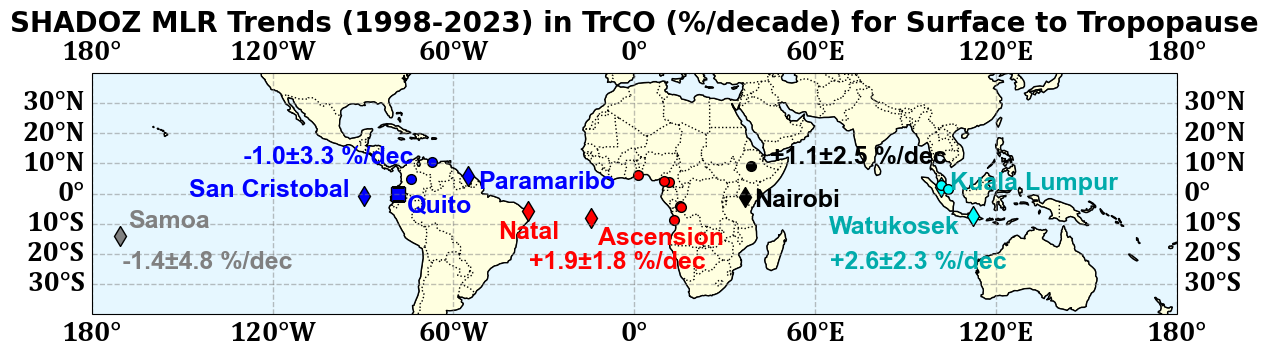 SHADOZ MLR Trends (1998-2023) in TrCO (%/decade) for Surface to Tropopause
180° 120°W 60°W 0° 60°E 120°E 180°
30°N 30°N
20°N 20°N
-1.0±3.3 %/dec +1.1±2.5 %/dec
10°N 10°N
San Cristobal Paramaribo Kuala Lumpur
0° 0°
Quito Nairobi
Samoa Watukosek
10°S 10°S
Natal Ascension
20°S 20°S
-1.4±4.8 %/dec +1.9±1.8 %/dec +2.6±2.3 %/dec
30°S 30°S
180° 120°W 60°W 0° 60°E 120°E 180°